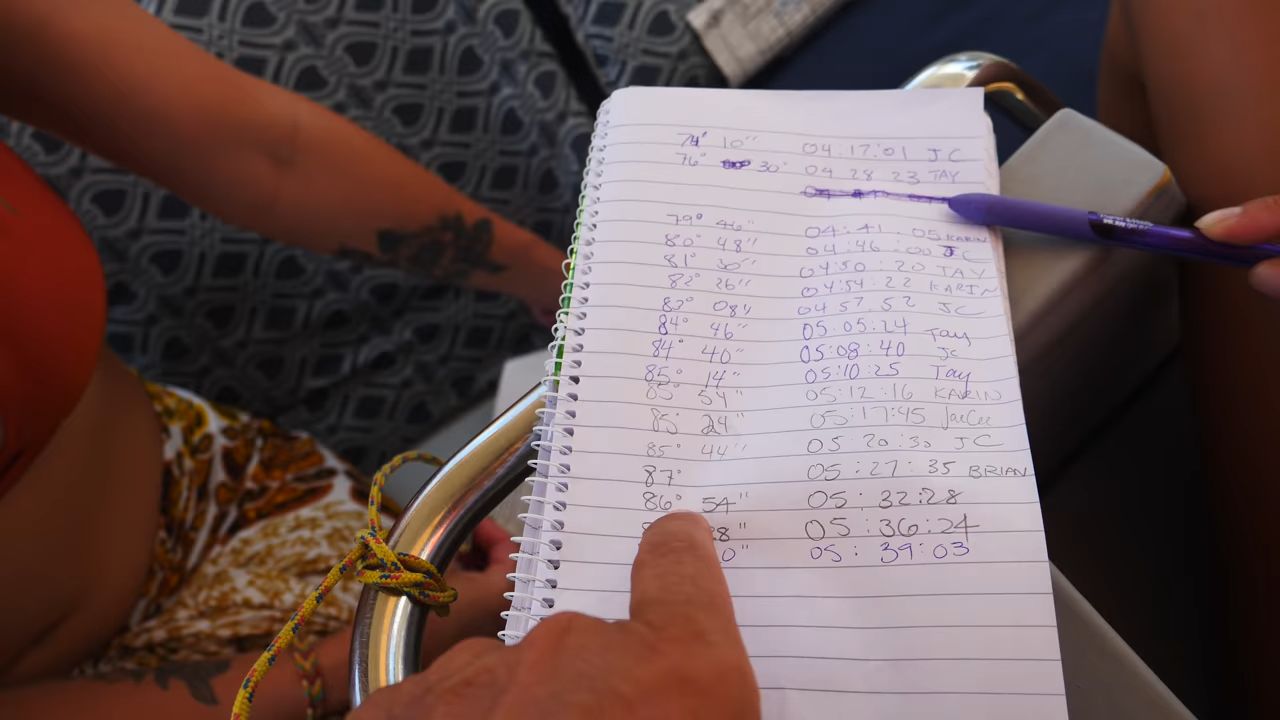 74° 10" 04:17:01 JC
76° 30' 04 28 23 TAY
79° 46" 04:41.05 KARIN
80° 48" 04:46:00 JC
81° 30" 04:50:20 TAY
82° 26" 04:54:22 KARIN
83° 08" 04:57.52 JC
84° 46" 05:05:24 Tay
84° 40" 05:08:40 JC
85° 14" 05:10:25 Tay
85° 54" 05:12:16 KARIN
85° 24" 05:17:45 JaeCee
85° 44" 05 20:30 JC
87° 05:27:35 BRIAN
86° 54" 05:32:28
8" 05:36:24
0" 05:39:03